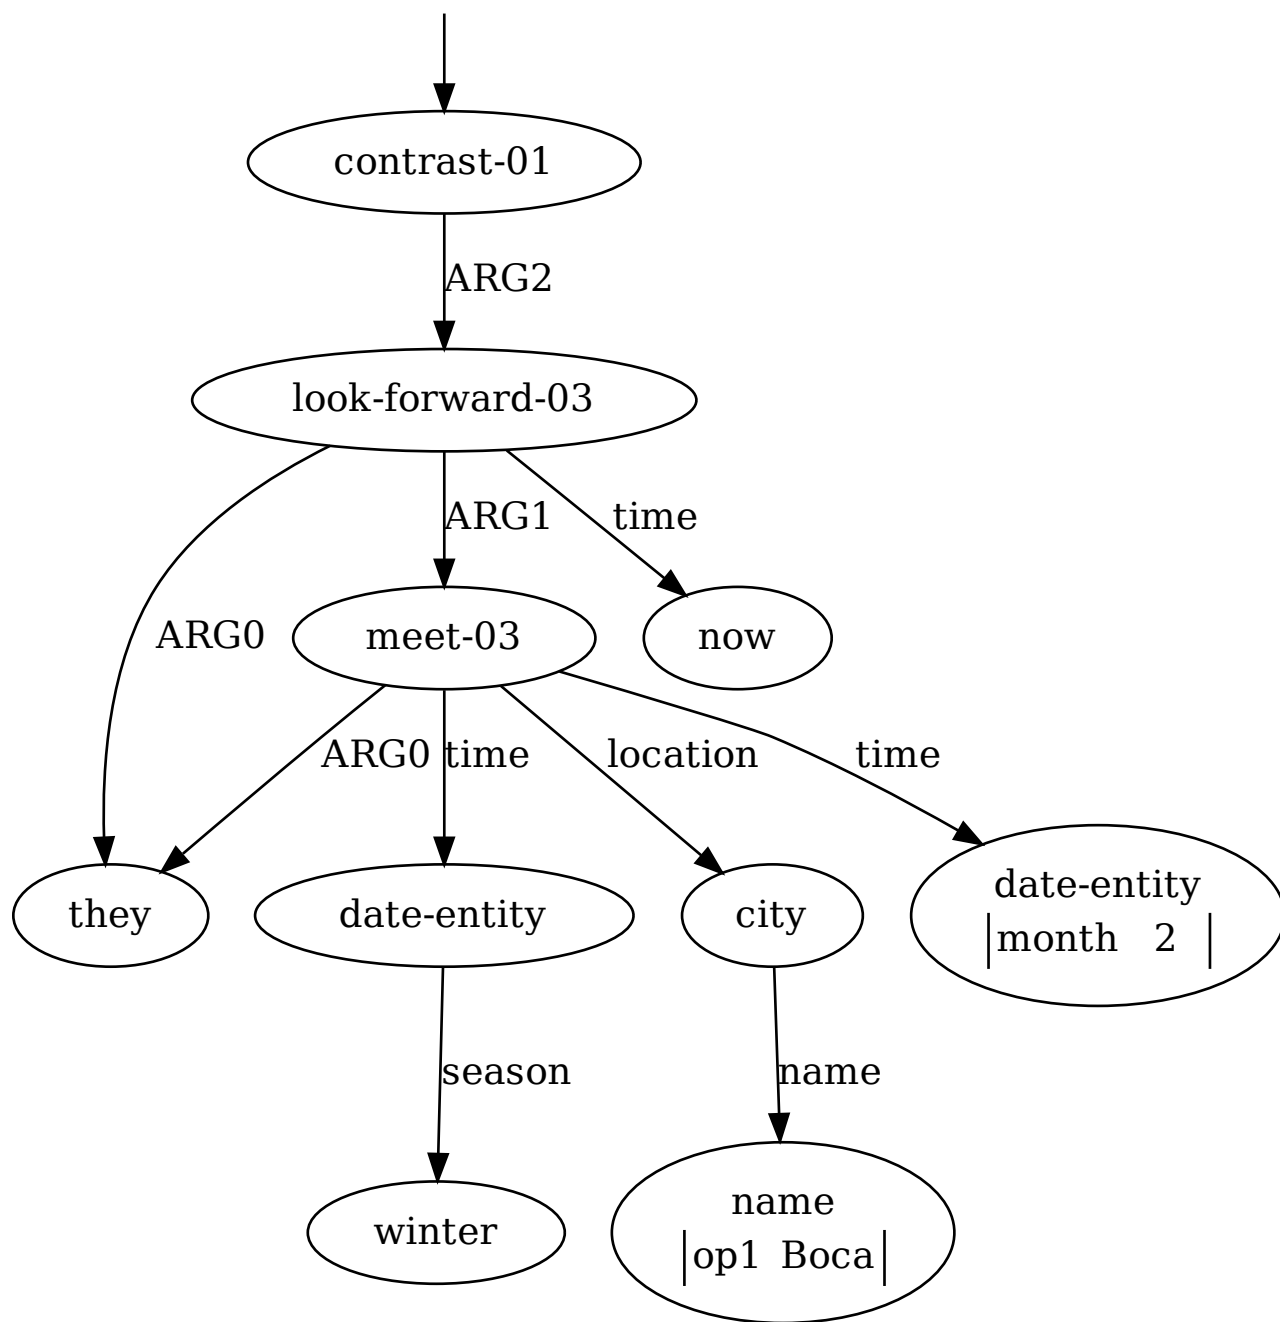 contrast-01
ARG2
look-forward-03
ARG1
time
ARG0
meet-03
now
ARG0
time
location
time
they
date-entity
city
date-entity
month 2
season
name
winter
name
op1 Boca